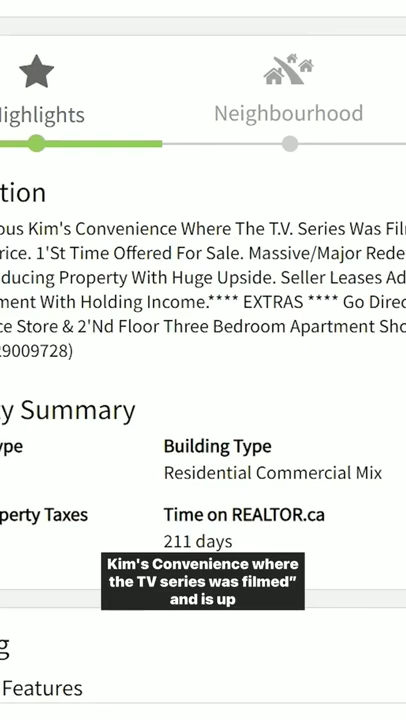 Highlights
Neighbourhood
tion
ous Kim's Convenience Where The T.V. Series Was Fil
rice. 1'St Time Offered For Sale. Massive/Major Rede
ducing Property With Huge Upside. Seller Leases Ad
ment With Holding Income.**** EXTRAS **** Go Direc
ce Store & 2'Nd Floor Three Bedroom Apartment Sho
29009728)
ty Summary
ype
Building Type
Residential Commercial Mix
perty Taxes
Time on REALTOR.ca
211 days
Kim's Convenience where
the TV series was filmed”
and is up
g
Features